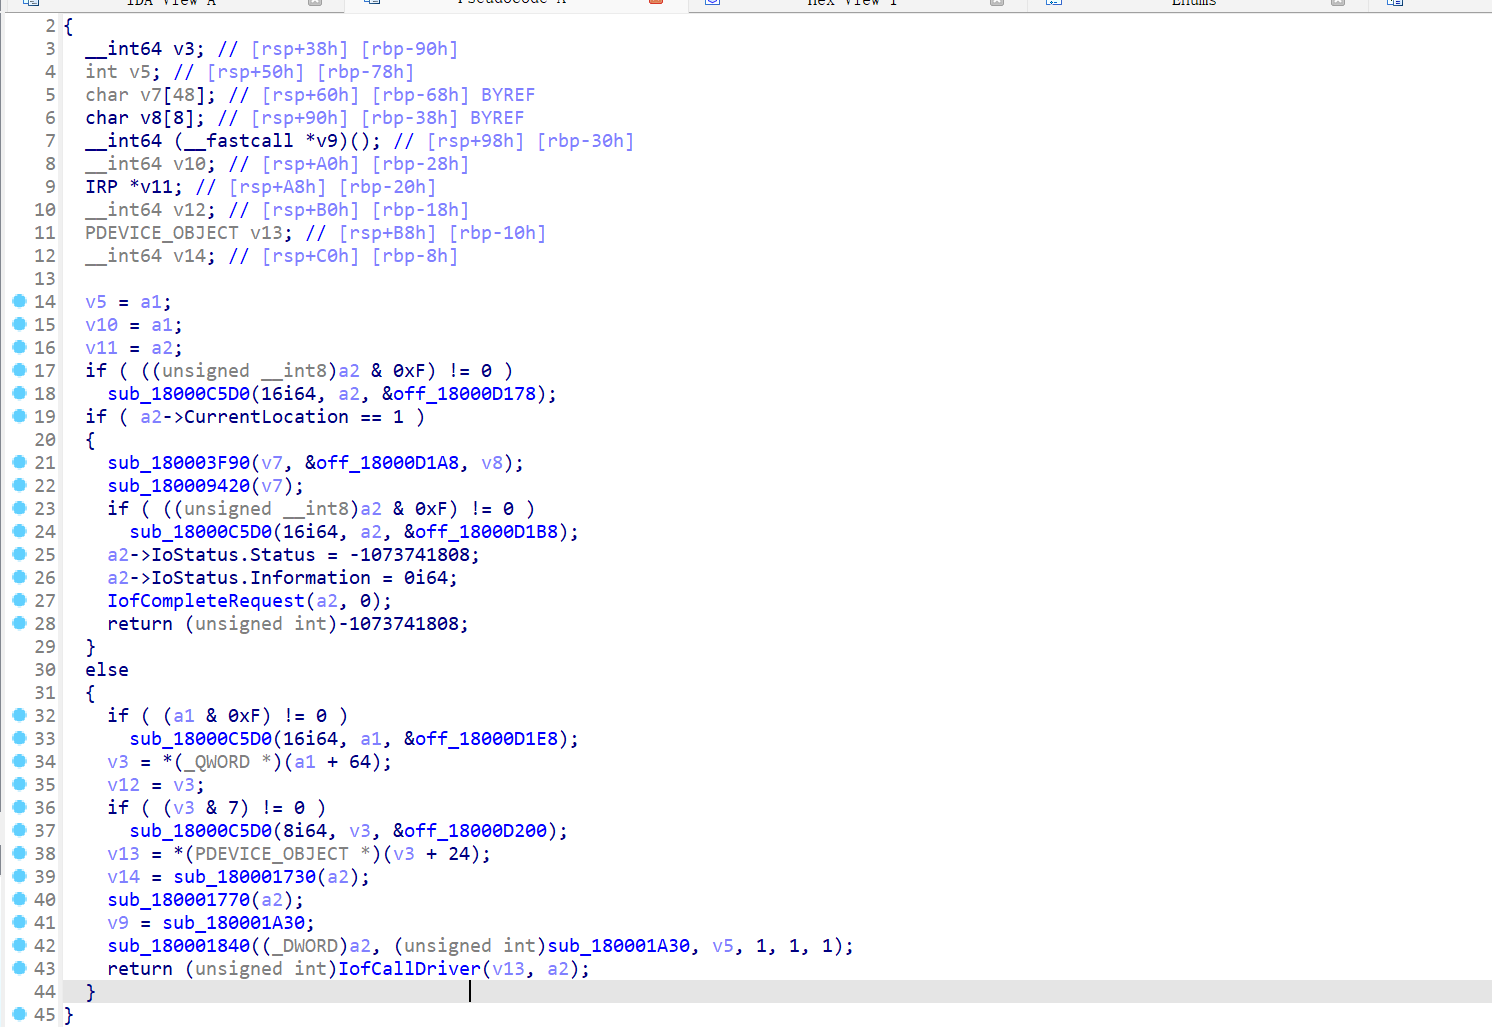 IDA View A Pseudocode A Hex View 1 Enums
2 {
3 __int64 v3; // [rsp+38h] [rbp-90h]
4 int v5; // [rsp+50h] [rbp-78h]
5 char v7[48]; // [rsp+60h] [rbp-68h] BYREF
6 char v8[8]; // [rsp+90h] [rbp-38h] BYREF
7 __int64 (__fastcall *v9)(); // [rsp+98h] [rbp-30h]
8 __int64 v10; // [rsp+A0h] [rbp-28h]
9 IRP *v11; // [rsp+A8h] [rbp-20h]
10 __int64 v12; // [rsp+B0h] [rbp-18h]
11 PDEVICE_OBJECT v13; // [rsp+B8h] [rbp-10h]
12 __int64 v14; // [rsp+C0h] [rbp-8h]
13
14 v5 = a1;
15 v10 = a1;
16 v11 = a2;
17 if ( ((unsigned __int8)a2 & 0xF) != 0 )
18 sub_18000C5D0(16i64, a2, &off_18000D178);
19 if ( a2->CurrentLocation == 1 )
20 {
21 sub_180003F90(v7, &off_18000D1A8, v8);
22 sub_180009420(v7);
23 if ( ((unsigned __int8)a2 & 0xF) != 0 )
24 sub_18000C5D0(16i64, a2, &off_18000D1B8);
25 a2->IoStatus.Status = -1073741808;
26 a2->IoStatus.Information = 0i64;
27 IofCompleteRequest(a2, 0);
28 return (unsigned int)-1073741808;
29 }
30 else
31 {
32 if ( (a1 & 0xF) != 0 )
33 sub_18000C5D0(16i64, a1, &off_18000D1E8);
34 v3 = *(_QWORD *)(a1 + 64);
35 v12 = v3;
36 if ( (v3 & 7) != 0 )
37 sub_18000C5D0(8i64, v3, &off_18000D200);
38 v13 = *(PDEVICE_OBJECT *)(v3 + 24);
39 v14 = sub_180001730(a2);
40 sub_180001770(a2);
41 v9 = sub_180001A30;
42 sub_180001840((_DWORD)a2, (unsigned int)sub_180001A30, v5, 1, 1, 1);
43 return (unsigned int)IofCallDriver(v13, a2);
44 }
45 }